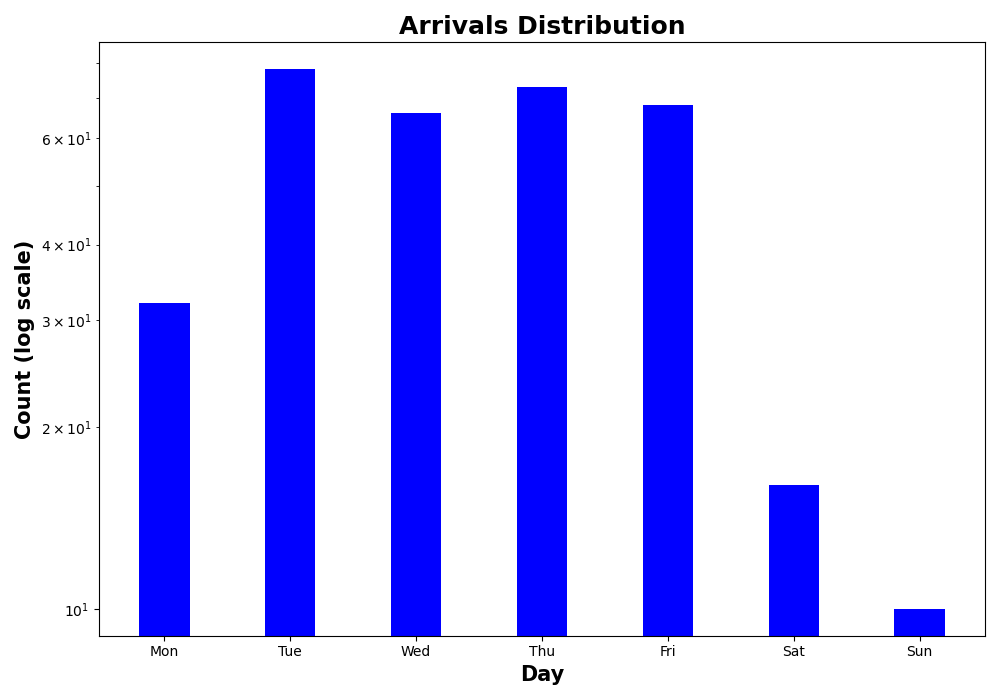 Arrivals Distribution
Count (log scale)
6 × 10¹
4 × 10¹
3 × 10¹
2 × 10¹
10¹
Mon Tue Wed Thu Fri Sat Sun
Day